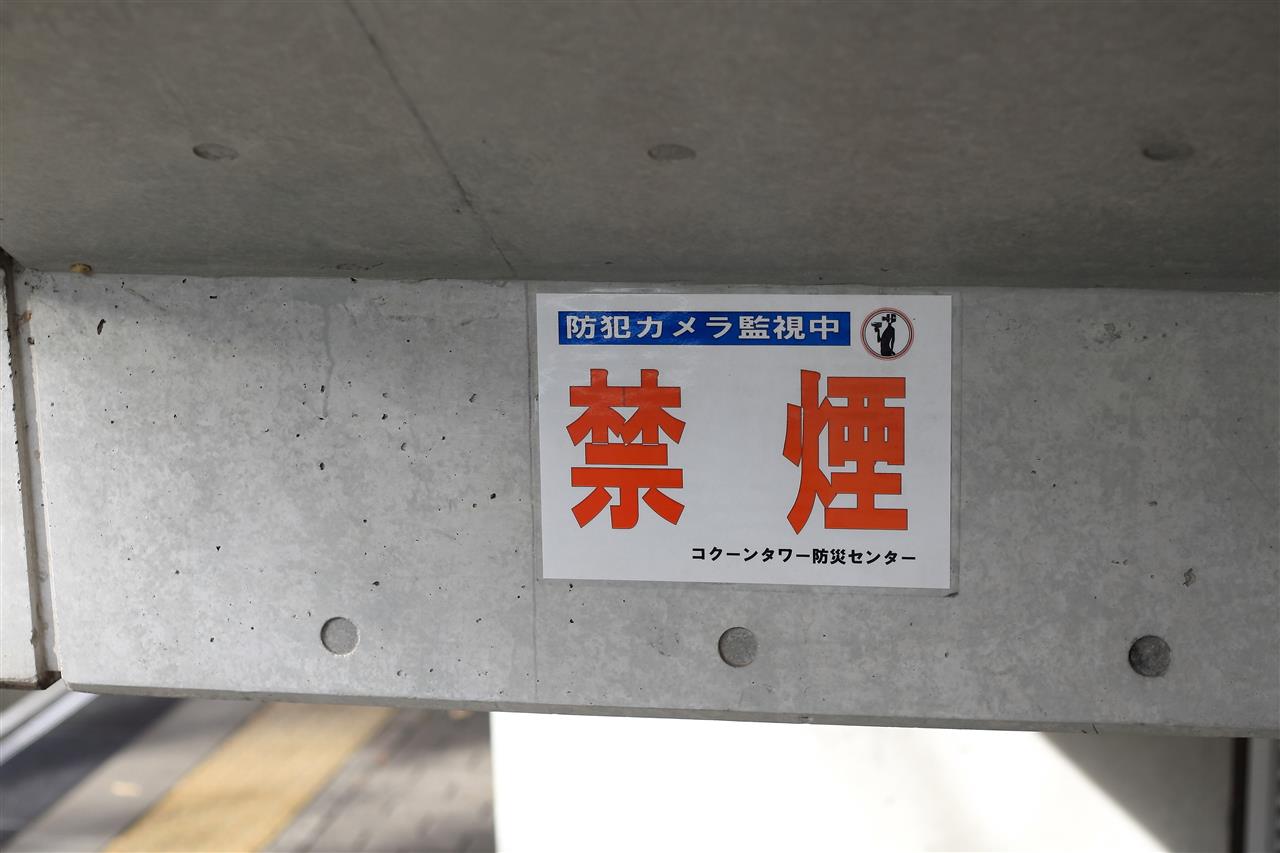 防犯カメラ監視中
禁煙
コクーンタワー防災センター